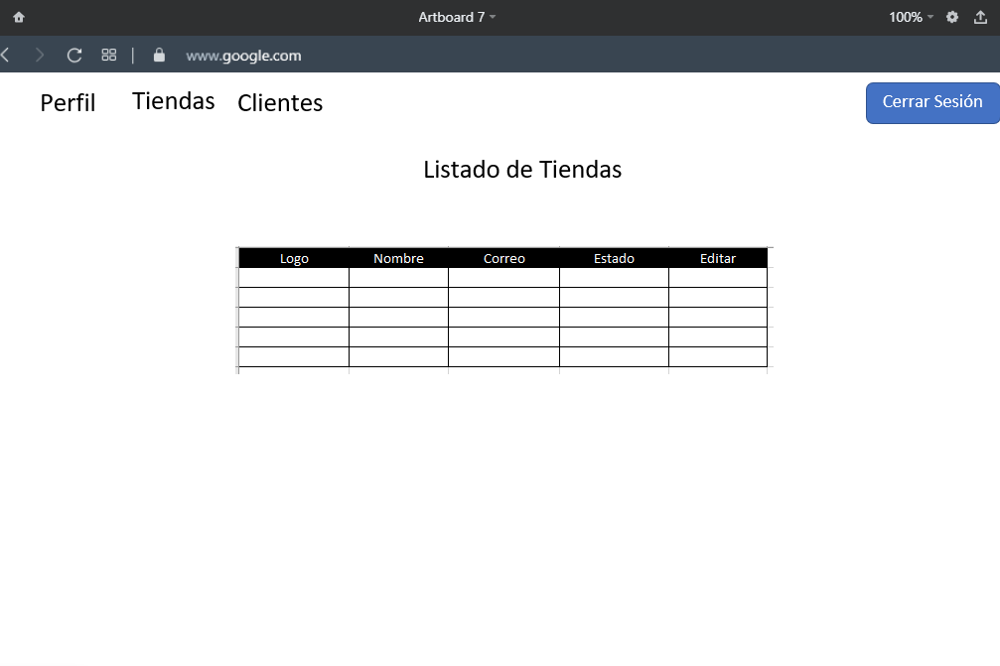 Artboard 7
100%
www.google.com
Perfil Tiendas Clientes
Cerrar Sesión
Listado de Tiendas
Logo Nombre Correo Estado Editar